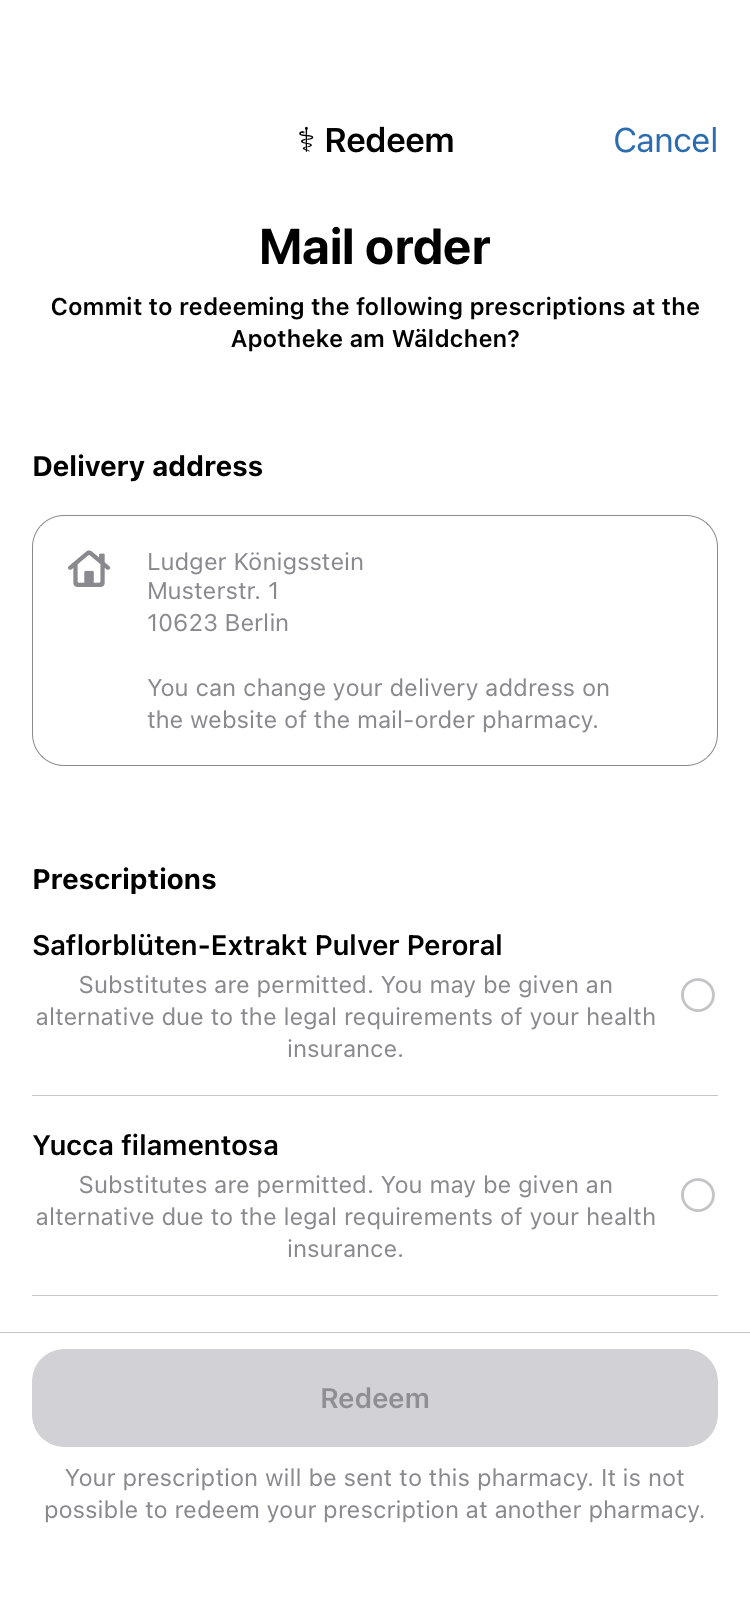 ⚕ Redeem
Cancel
Mail order
Commit to redeeming the following prescriptions at the
Apotheke am Wäldchen?
Delivery address
Ludger Königsstein
Musterstr. 1
10623 Berlin
You can change your delivery address on
the website of the mail-order pharmacy.
Prescriptions
Saflorblüten-Extrakt Pulver Peroral
Substitutes are permitted. You may be given an
alternative due to the legal requirements of your health
insurance.
Yucca filamentosa
Substitutes are permitted. You may be given an
alternative due to the legal requirements of your health
insurance.
Redeem
Your prescription will be sent to this pharmacy. It is not
possible to redeem your prescription at another pharmacy.